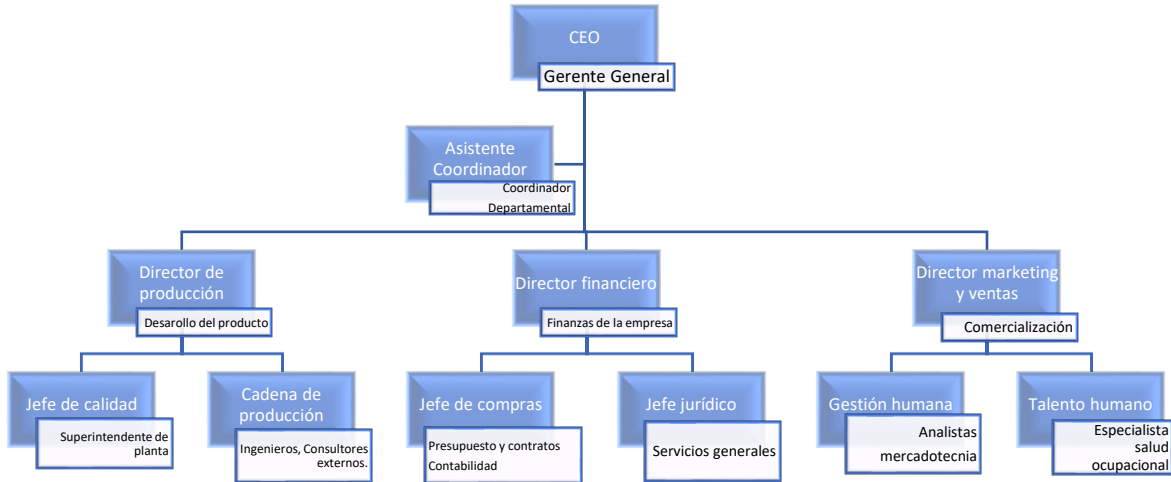 CEO
Gerente General
Asistente
Coordinador
Coordinador
Departamental
Director de
producción
Desarollo del producto
Director financiero
Finanzas de la empresa
Director marketing
y ventas
Comercialización
Jefe de calidad
Superintendente de
planta
Cadena de
producción
Ingenieros, Consultores
externos.
Jefe de compras
Presupuesto y contratos
Contabilidad
Jefe jurídico
Servicios generales
Gestión humana
Analistas
mercadotecnia
Talento humano
Especialista
salud
ocupacional